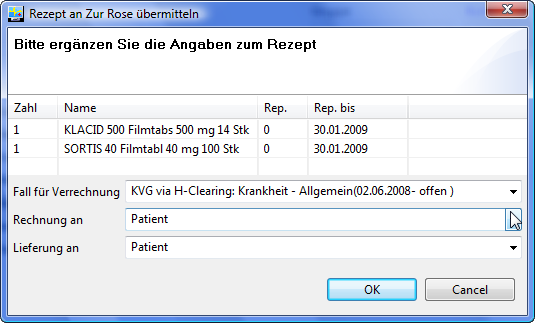 Rezept an Zur Rose übermitteln
Bitte ergänzen Sie die Angaben zum Rezept
Zahl Name Rep. Rep. bis
1 KLACID 500 Filmtabs 500 mg 14 Stk 0 30.01.2009
1 SORTIS 40 Filmtabl 40 mg 100 Stk 0 30.01.2009
Fall für Verrechnung KVG via H-Clearing: Krankheit - Allgemein(02.06.2008- offen )
Rechnung an Patient
Lieferung an Patient
OK Cancel